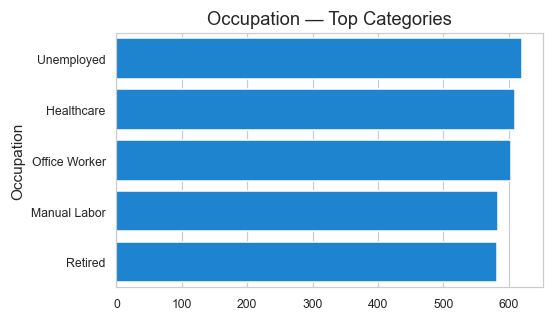 Occupation — Top Categories
Occupation
Unemployed
Healthcare
Office Worker
Manual Labor
Retired
0 100 200 300 400 500 600